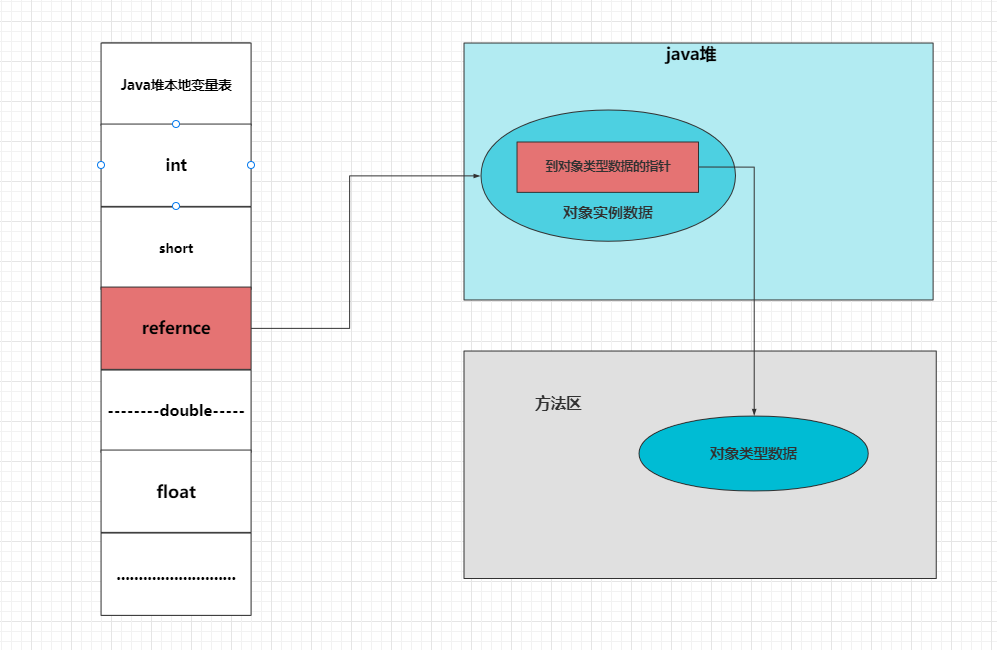 Java堆本地变量表
int
short
refernce
--------double-----
float
...........................
java堆
到对象类型数据的指针
对象实例数据
方法区
对象类型数据